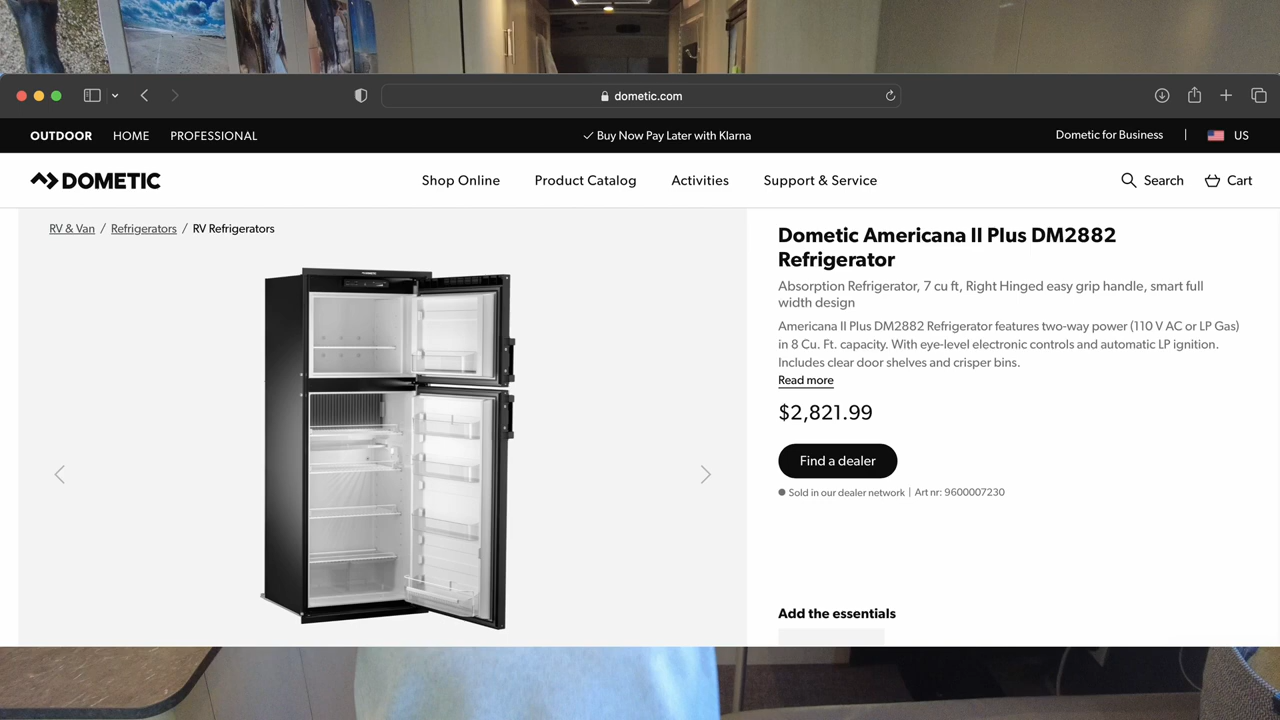 dometic.com
OUTDOOR HOME PROFESSIONAL
Buy Now Pay Later with Klarna
Dometic for Business | US
DOMETIC
Shop Online Product Catalog Activities Support & Service
Search Cart
RV & Van / Refrigerators / RV Refrigerators
Dometic Americana II Plus DM2882
Refrigerator
Absorption Refrigerator, 7 cu ft, Right Hinged easy grip handle, smart full
width design
Americana II Plus DM2882 Refrigerator features two-way power (110 V AC or LP Gas)
in 8 Cu. Ft. capacity. With eye-level electronic controls and automatic LP ignition.
Includes clear door shelves and crisper bins.
Read more
$2,821.99
Find a dealer
Sold in our dealer network | Art nr: 9600007230
Add the essentials